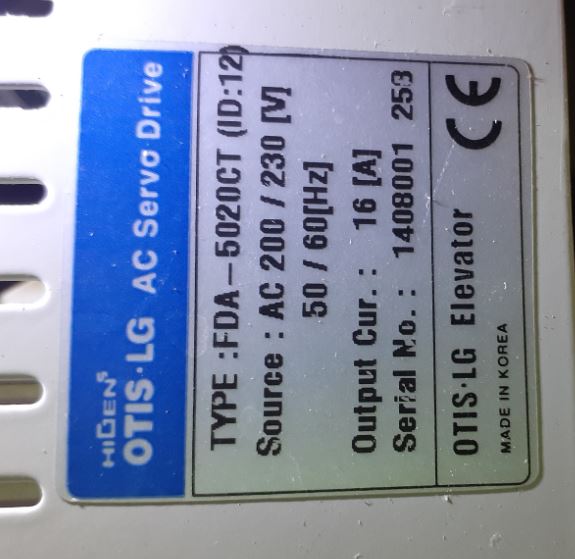 HIGEN
OTIS·LG AC Servo Drive
TYPE :FDA-5020CT (ID:12)
Source : AC 200 / 230 [V]
50 / 60[Hz]
Output Cur. : 16 [A]
Serial No. : 1408001 253
OTIS·LG Elevator CE
MADE IN KOREA